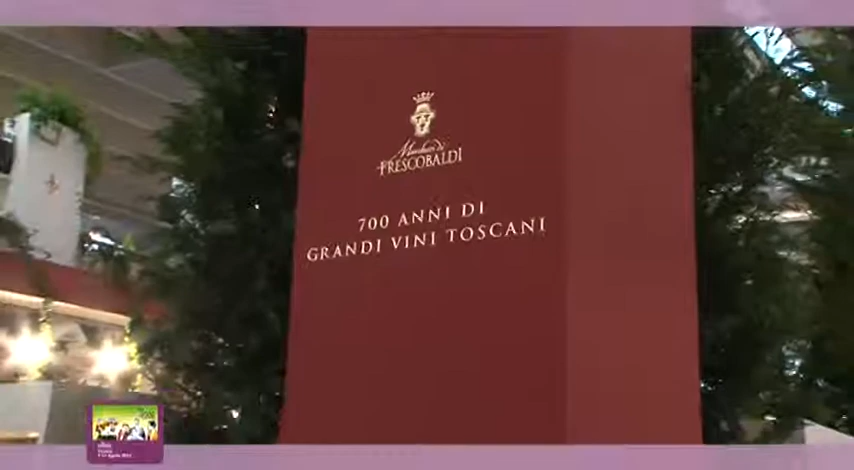 Marchesi de'
FRESCOBALDI
700 ANNI DI
GRANDI VINI TOSCANI